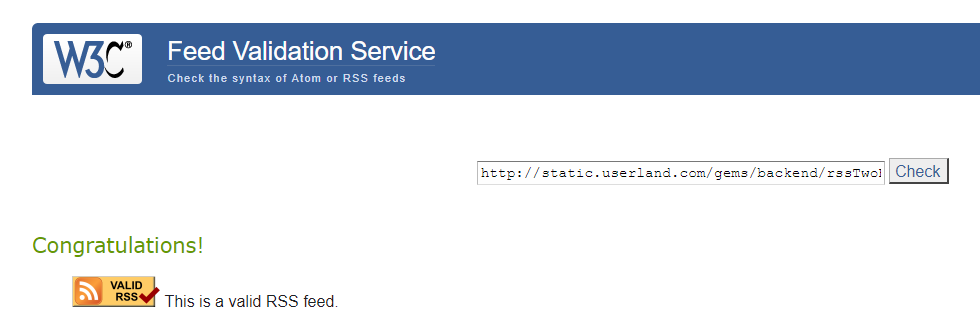 W3C®
Feed Validation Service
Check the syntax of Atom or RSS feeds
http://static.userland.com/gems/backend/rssTwo
Check
Congratulations!
VALID
RSS
This is a valid RSS feed.